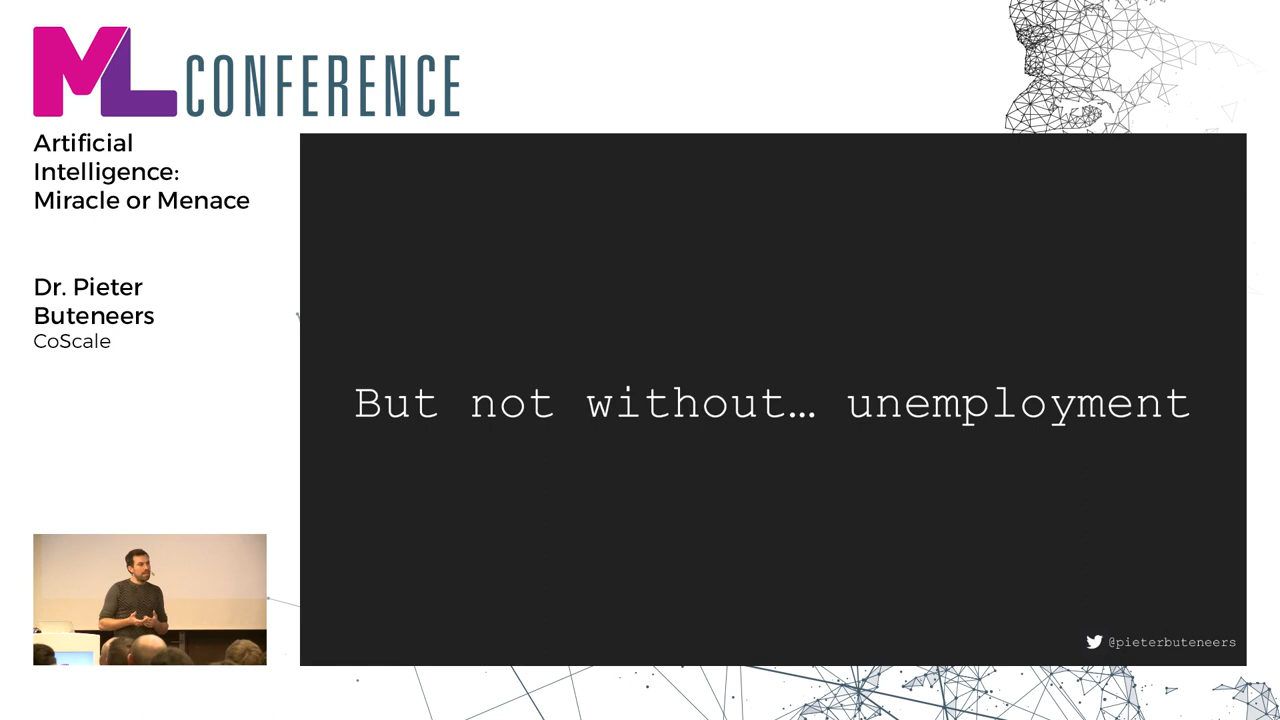 ML CONFERENCE
Artificial
Intelligence:
Miracle or Menace
Dr. Pieter
Buteneers
CoScale
But not without… unemployment
@pieterbuteneers